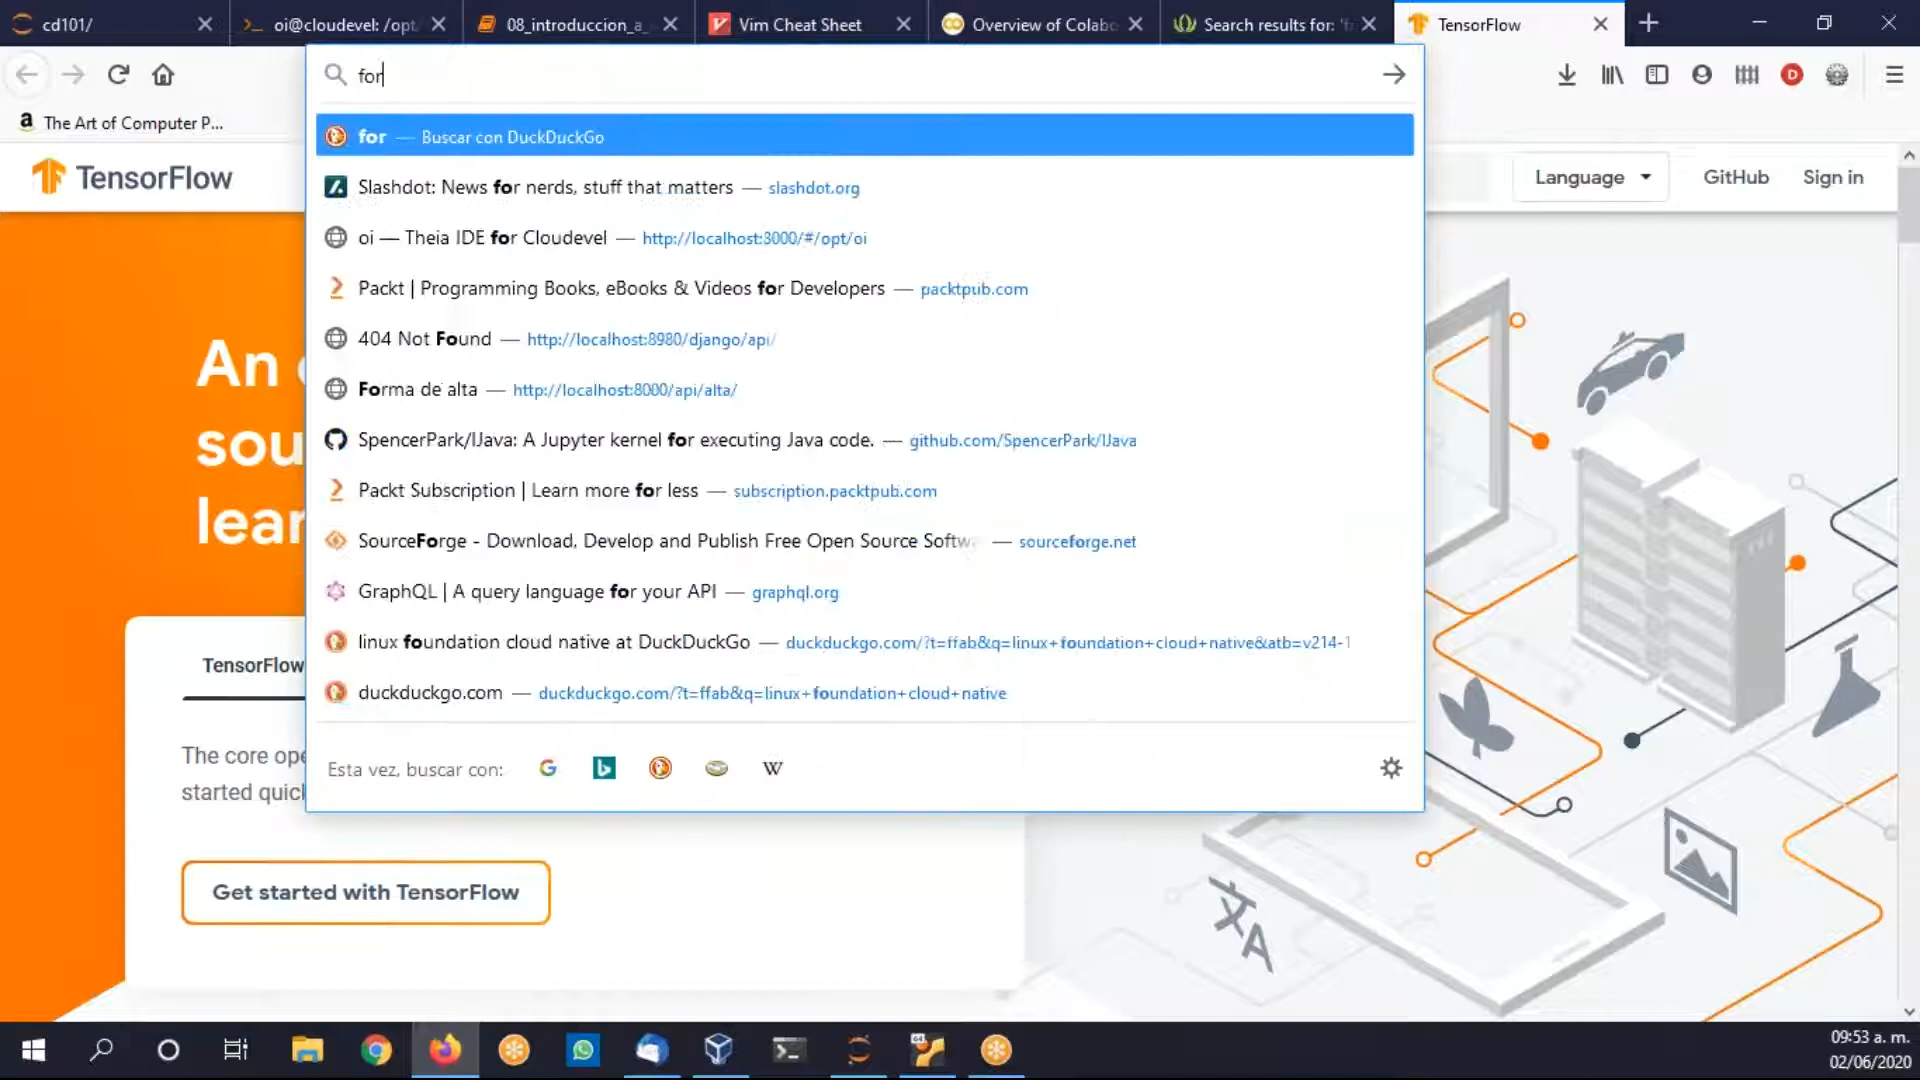 cd101/
oi@cloudevel: /opt
08_introduccion_a_
Vim Cheat Sheet
Overview of Colabo
Search results for: 'f
TensorFlow
for
The Art of Computer P...
for — Buscar con DuckDuckGo
TensorFlow
Language
GitHub
Sign in
Slashdot: News for nerds, stuff that matters — slashdot.org
oi — Theia IDE for Cloudevel — http://localhost:3000/#/opt/oi
Packt | Programming Books, eBooks & Videos for Developers — packtpub.com
404 Not Found — http://localhost:8980/django/api/
Forma de alta — http://localhost:8000/api/alta/
SpencerPark/IJava: A Jupyter kernel for executing Java code. — github.com/SpencerPark/IJava
Packt Subscription | Learn more for less — subscription.packtpub.com
SourceForge - Download, Develop and Publish Free Open Source Softw — sourceforge.net
GraphQL | A query language for your API — graphql.org
linux foundation cloud native at DuckDuckGo — duckduckgo.com/?t=ffab&q=linux+foundation+cloud+native&atb=v214-1
duckduckgo.com — duckduckgo.com/?t=ffab&q=linux+foundation+cloud+native
Esta vez, buscar con:
An
sou
lear
TensorFlow
The core ope
started quick
Get started with TensorFlow
文A
09:53 a. m.
02/06/2020